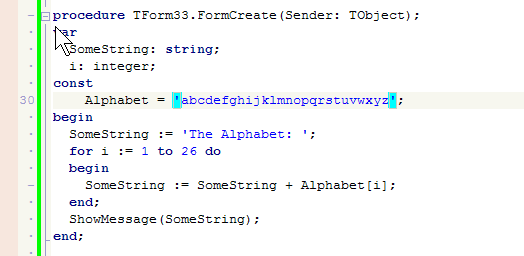 procedure TForm33.FormCreate(Sender: TObject);
var
SomeString: string;
i: integer;
const
30 Alphabet = 'abcdefghijklmnopqrstuvwxyz';
begin
SomeString := 'The Alphabet: ';
for i := 1 to 26 do
begin
SomeString := SomeString + Alphabet[i];
end;
ShowMessage(SomeString);
end;